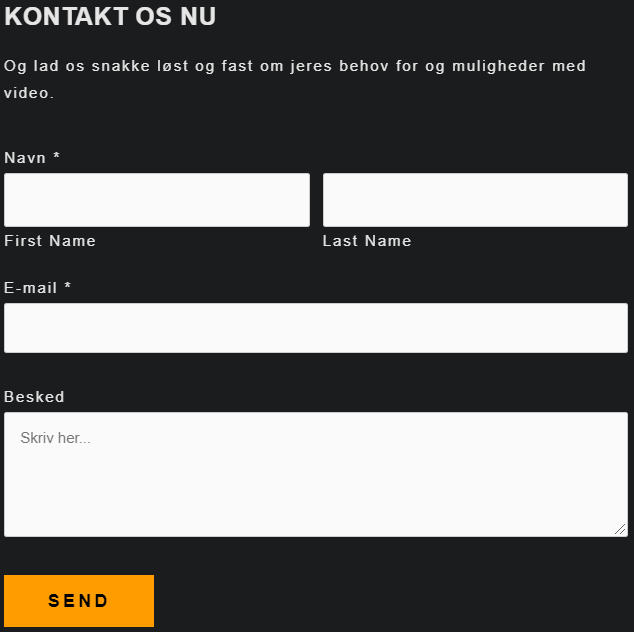 KONTAKT OS NU
Og lad os snakke løst og fast om jeres behov for og muligheder med
video.
Navn *
First Name
Last Name
E-mail *
Besked
Skriv her...
SEND